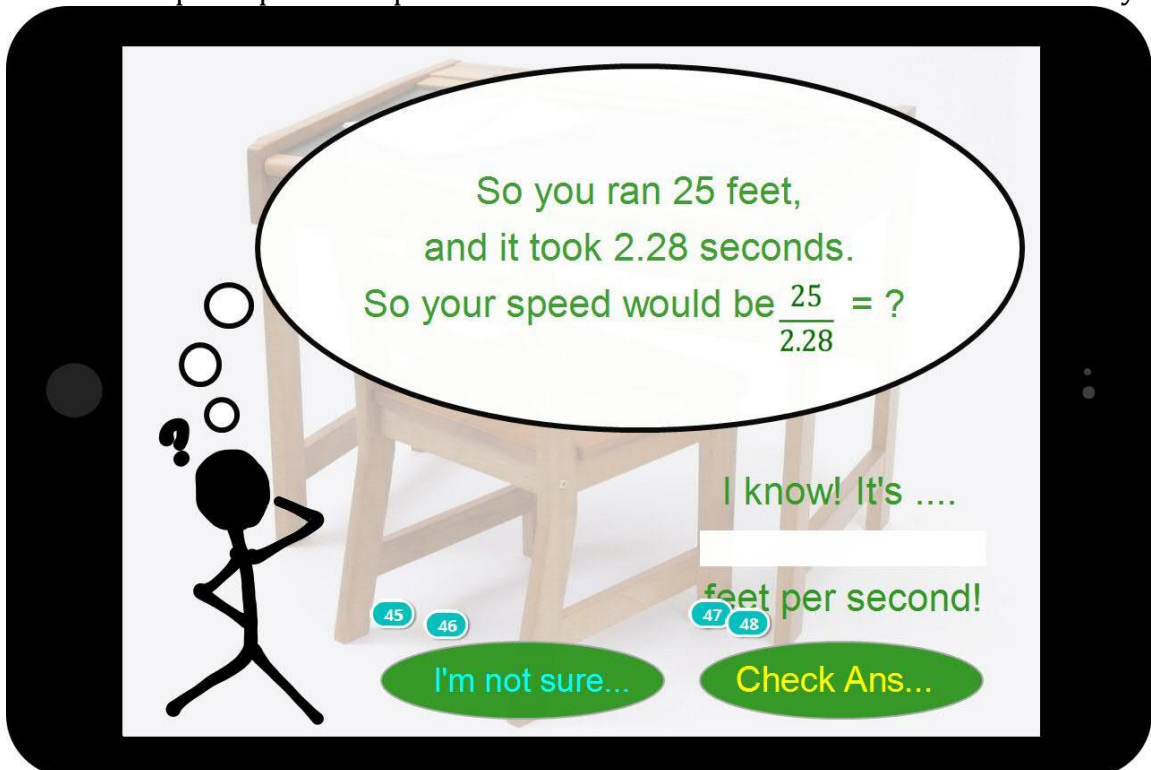 So you ran 25 feet,
and it took 2.28 seconds.
So your speed would be 25/2.28 = ?
?
I know! It's ....
feet per second!
45
46
47
48
I'm not sure...
Check Ans...